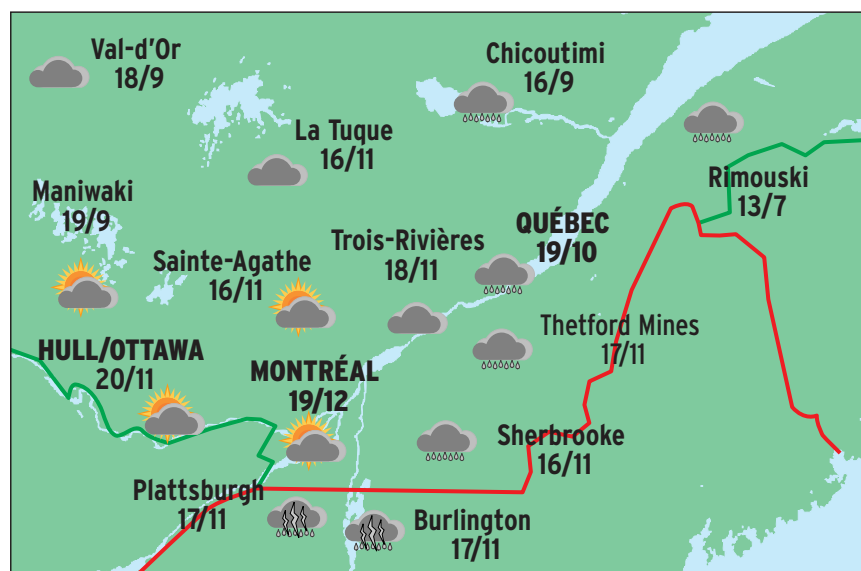 Val-d'Or
18/9
Chicoutimi
16/9
La Tuque
16/11
Maniwaki
19/9
Rimouski
13/7
QUÉBEC
19/10
Trois-Rivières
18/11
Sainte-Agathe
16/11
Thetford Mines
17/11
HULL/OTTAWA
20/11
MONTRÉAL
19/12
Sherbrooke
16/11
Plattsburgh
17/11
Burlington
17/11